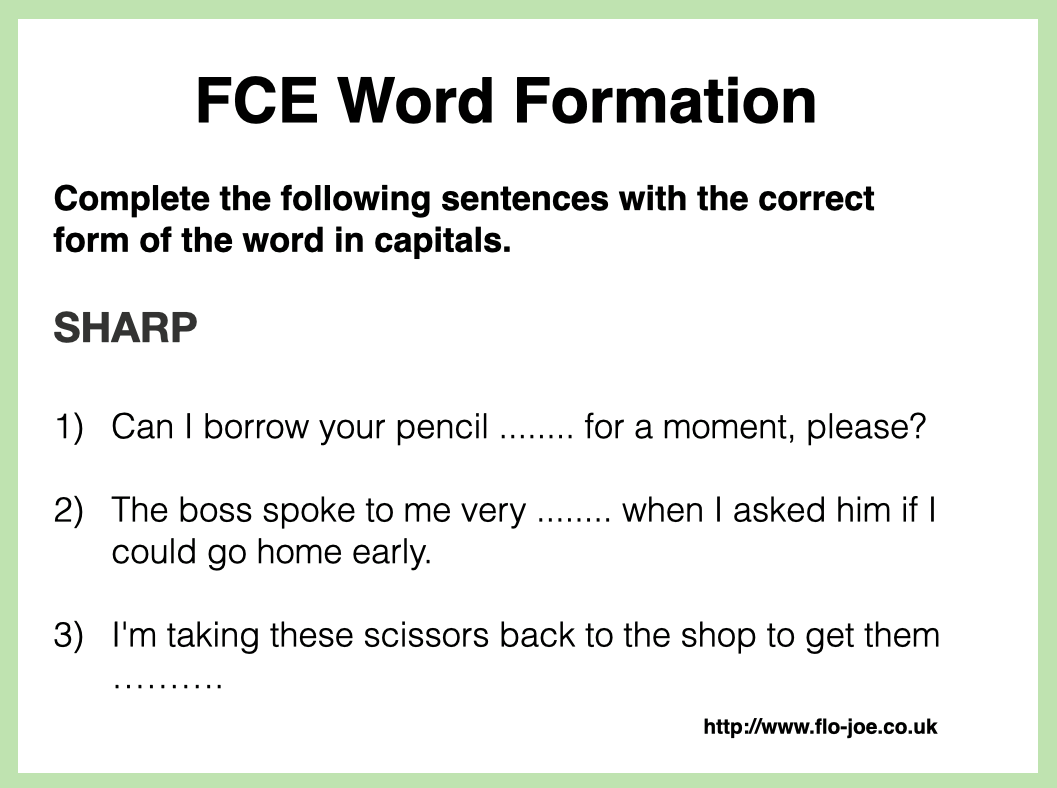 FCE Word Formation
Complete the following sentences with the correct
form of the word in capitals.
SHARP
1) Can I borrow your pencil ........ for a moment, please?
2) The boss spoke to me very ........ when I asked him if I
could go home early.
3) I'm taking these scissors back to the shop to get them
..........
http://www.flo-joe.co.uk